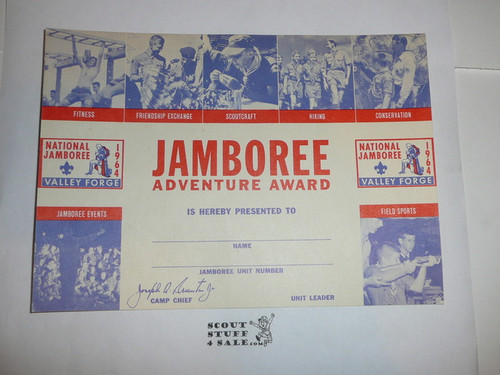 FITNESS
FRIENDSHIP EXCHANGE
SCOUTCRAFT
HIKING
CONSERVATION
NATIONAL
JAMBOREE
1964
VALLEY FORGE
JAMBOREE
ADVENTURE AWARD
NATIONAL
JAMBOREE
1964
VALLEY FORGE
IS HEREBY PRESENTED TO
JAMBOREE EVENTS
FIELD SPORTS
NAME
JAMBOREE UNIT NUMBER
CAMP CHIEF
UNIT LEADER
SCOUT
STUFF
4 SALE.com